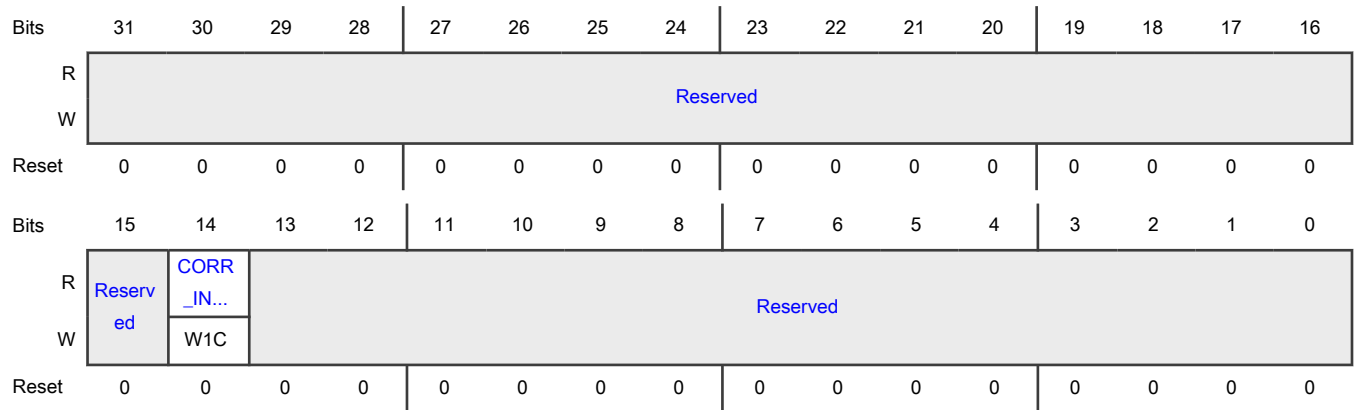 Bits 31 30 29 28 27 26 25 24 23 22 21 20 19 18 17 16
R
Reserved
W
Reset 0 0 0 0 0 0 0 0 0 0 0 0 0 0 0 0
Bits 15 14 13 12 11 10 9 8 7 6 5 4 3 2 1 0
R Reserv CORR
_IN...
Reserved
ed
W W1C
Reset 0 0 0 0 0 0 0 0 0 0 0 0 0 0 0 0